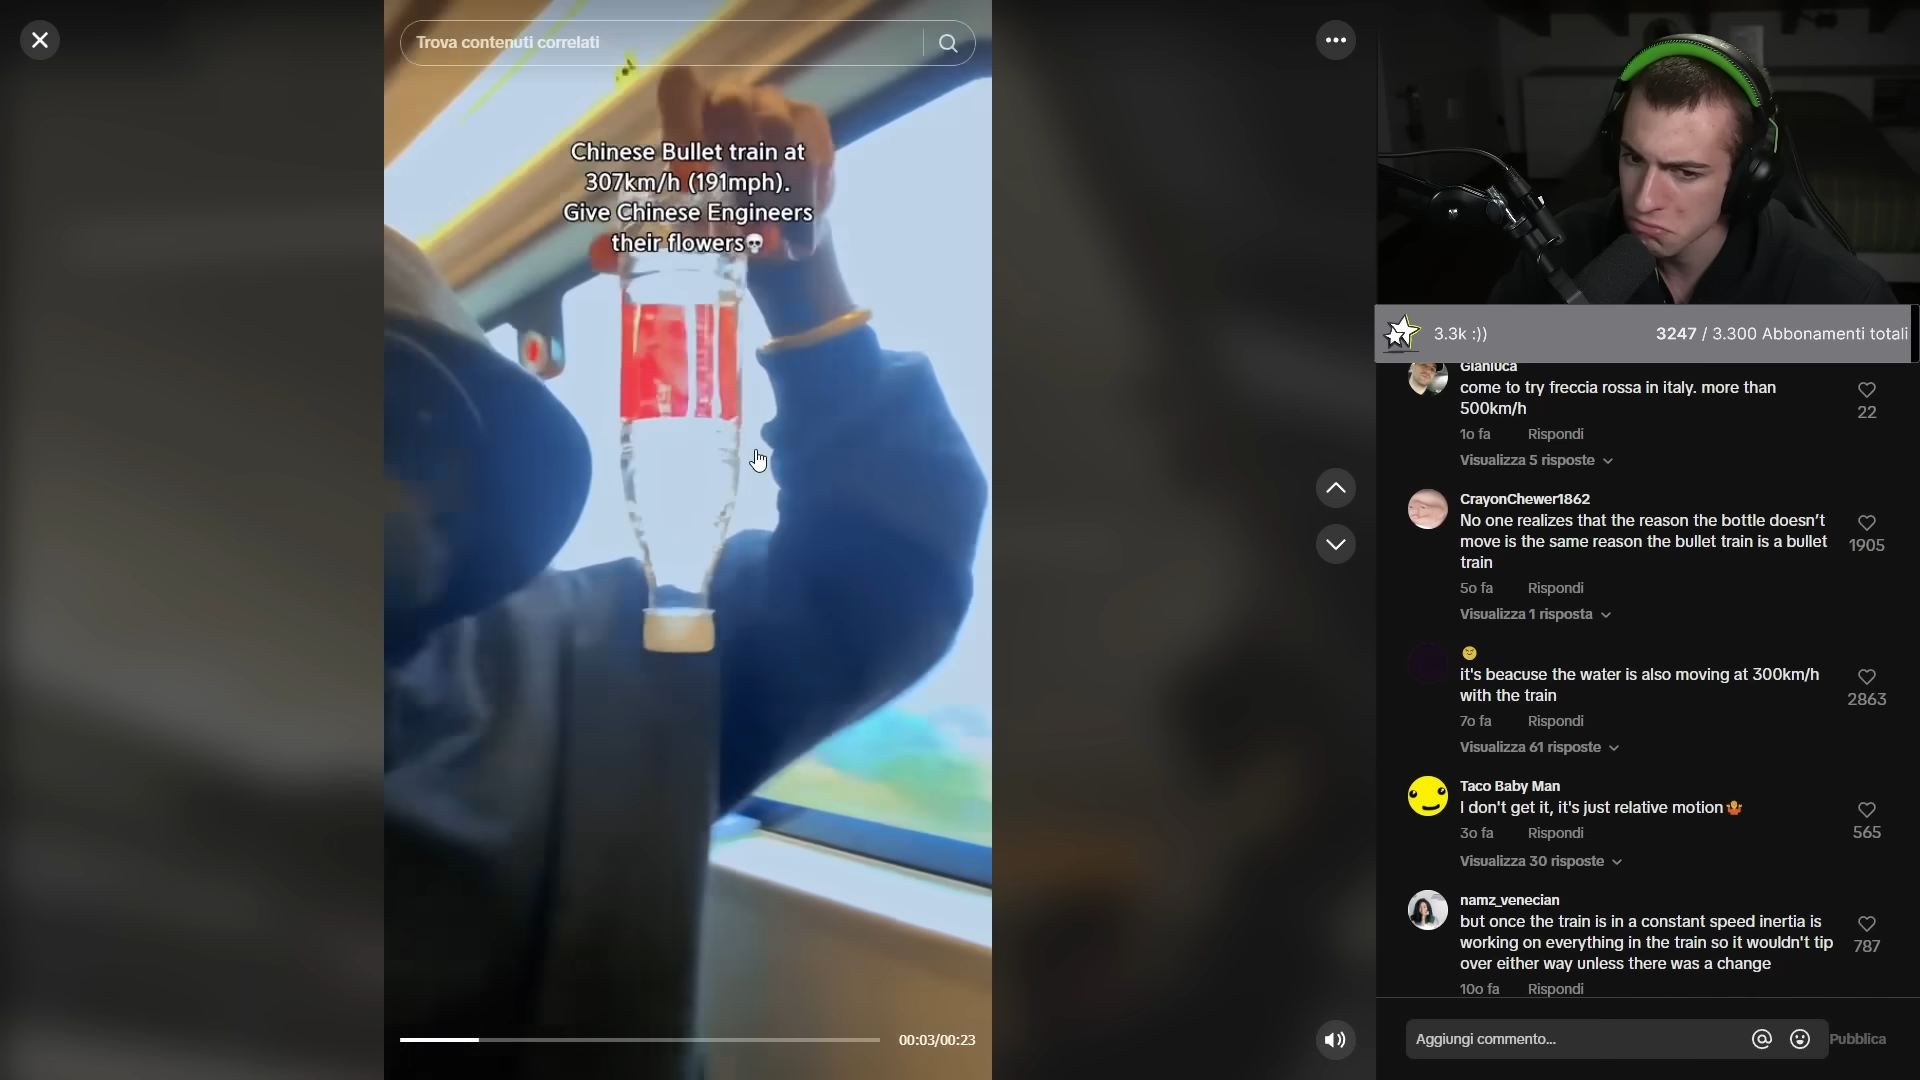 Trova contenuti correlati
Chinese Bullet train at
307km/h (191mph).
Give Chinese Engineers
their flowers💀
00:03/00:23
3.3k :))
3247 / 3.300 Abbonamenti totali
Gianluca
come to try freccia rossa in italy. more than
500km/h
22
1o fa Rispondi
Visualizza 5 risposte
CrayonChewer1862
No one realizes that the reason the bottle doesn’t
move is the same reason the bullet train is a bullet
train
1905
5o fa Rispondi
Visualizza 1 risposta
😊
it's beacuse the water is also moving at 300km/h
with the train
2863
7o fa Rispondi
Visualizza 61 risposte
Taco Baby Man
I don't get it, it's just relative motion🤷
565
3o fa Rispondi
Visualizza 30 risposte
namz_venecian
but once the train is in a constant speed inertia is
working on everything in the train so it wouldn't tip
over either way unless there was a change
787
10o fa Rispondi
Aggiungi commento...
Pubblica